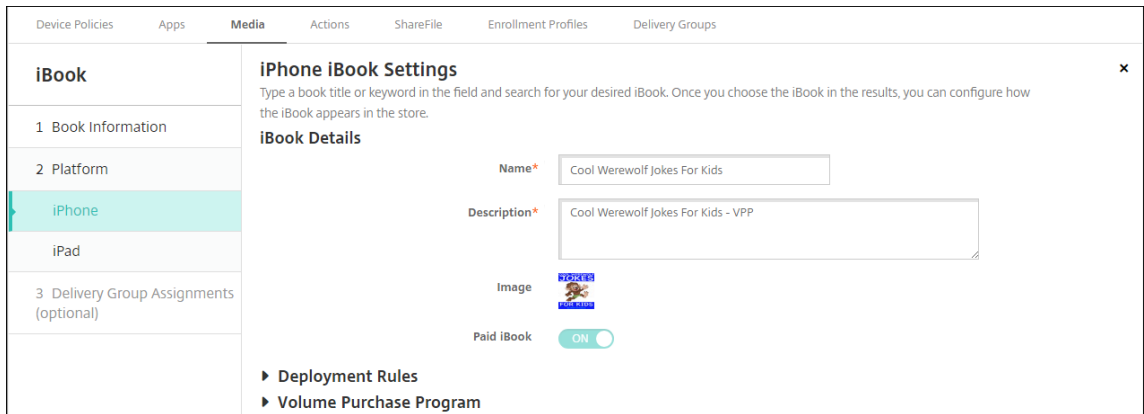 Device Policies Apps Media Actions ShareFile Enrollment Profiles Delivery Groups
iBook
1 Book Information
2 Platform
iPhone
iPad
3 Delivery Group Assignments
(optional)
iPhone iBook Settings
Type a book title or keyword in the field and search for your desired iBook. Once you choose the iBook in the results, you can configure how
the iBook appears in the store.
iBook Details
Name* Cool Werewolf Jokes For Kids
Description* Cool Werewolf Jokes For Kids - VPP
Image
JOKES
FOR KIDS
Paid iBook ON
Deployment Rules
Volume Purchase Program